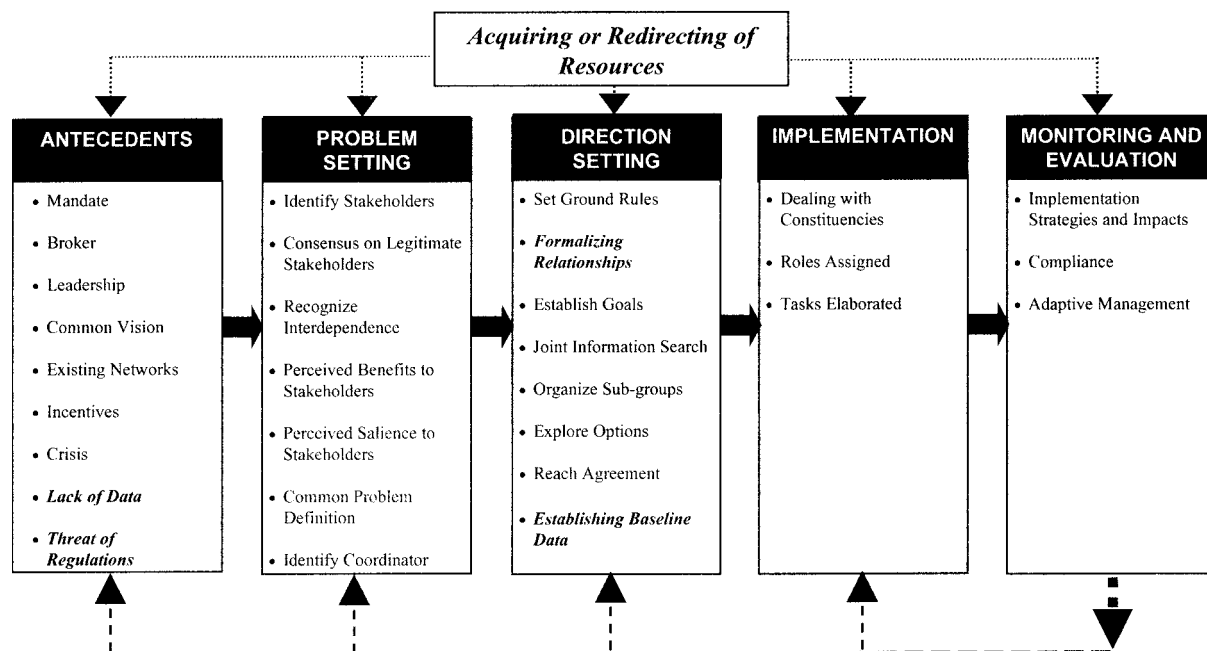 Acquiring or Redirecting of
Resources
ANTECEDENTS
• Mandate
• Broker
• Leadership
• Common Vision
• Existing Networks
• Incentives
• Crisis
• Lack of Data
• Threat of
Regulations
PROBLEM
SETTING
• Identify Stakeholders
• Consensus on Legitimate
Stakeholders
• Recognize
Interdependence
• Perceived Benefits to
Stakeholders
• Perceived Salience to
Stakeholders
• Common Problem
Definition
• Identify Coordinator
DIRECTION
SETTING
• Set Ground Rules
• Formalizing
Relationships
• Establish Goals
• Joint Information Search
• Organize Sub-groups
• Explore Options
• Reach Agreement
• Establishing Baseline
Data
IMPLEMENTATION
• Dealing with
Constituencies
• Roles Assigned
• Tasks Elaborated
MONITORING AND
EVALUATION
• Implementation
Strategies and Impacts
• Compliance
• Adaptive Management